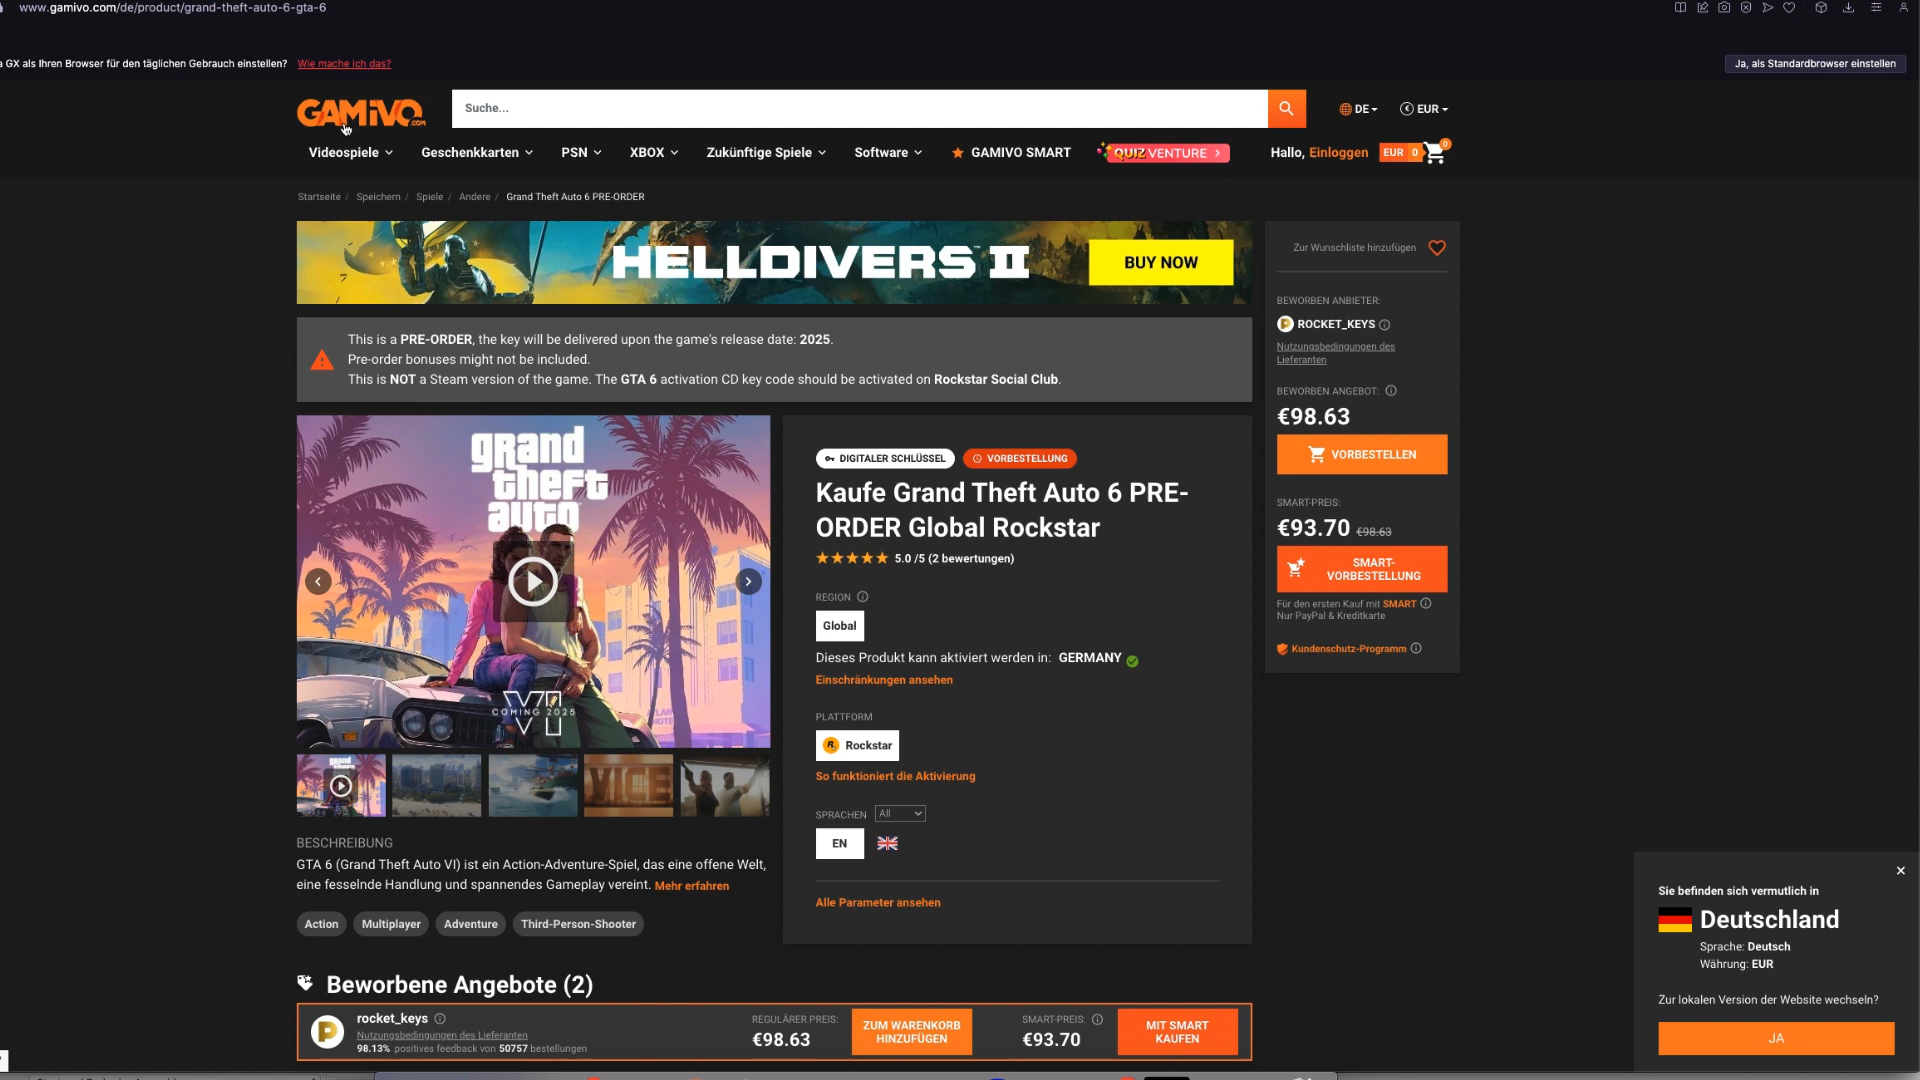 www.gamivo.com/de/product/grand-theft-auto-6-gta-6
GX als Ihren Browser für den täglichen Gebrauch einstellen? Wie mache ich das?
Ja, als Standardbrowser einstellen
GAMIVO.COM
Suche...
DE
EUR
Videospiele
Geschenkkarten
PSN
XBOX
Zukünftige Spiele
Software
GAMIVO SMART
QUIZ VENTURE
Hallo, Einloggen
EUR 0
0
Startseite / Speichern / Spiele / Andere / Grand Theft Auto 6 PRE-ORDER
HELLDIVERS II
BUY NOW
This is a PRE-ORDER, the key will be delivered upon the game's release date: 2025.
Pre-order bonuses might not be included.
This is NOT a Steam version of the game. The GTA 6 activation CD key code should be activated on Rockstar Social Club.
grand
theft
auto
VI
COMING 2025
VICE
BESCHREIBUNG
GTA 6 (Grand Theft Auto VI) ist ein Action-Adventure-Spiel, das eine offene Welt,
eine fesselnde Handlung und spannendes Gameplay vereint. Mehr erfahren
Action
Multiplayer
Adventure
Third-Person-Shooter
DIGITALER SCHLÜSSEL
VORBESTELLUNG
Kaufe Grand Theft Auto 6 PRE-
ORDER Global Rockstar
5.0 /5 (2 bewertungen)
REGION
Global
Dieses Produkt kann aktiviert werden in: GERMANY
Einschränkungen ansehen
PLATTFORM
R Rockstar
So funktioniert die Aktivierung
SPRACHEN All
EN
Alle Parameter ansehen
Zur Wunschliste hinzufügen
BEWORBEN ANBIETER:
P ROCKET_KEYS
Nutzungsbedingungen des
Lieferanten
BEWORBEN ANGEBOT:
€98.63
VORBESTELLEN
SMART-PREIS:
€93.70 €98.63
SMART-
VORBESTELLUNG
Für den ersten Kauf mit SMART
Nur PayPal & Kreditkarte
Kundenschutz-Programm
Beworbene Angebote (2)
P
rocket_keys
Nutzungsbedingungen des Lieferanten
98.13% positives feedback von 50757 bestellungen
REGULÄRER PREIS:
€98.63
ZUM WARENKORB
HINZUFÜGEN
SMART-PREIS:
€93.70
MIT SMART
KAUFEN
Sie befinden sich vermutlich in
Deutschland
Sprache: Deutsch
Währung: EUR
Zur lokalen Version der Website wechseln?
JA